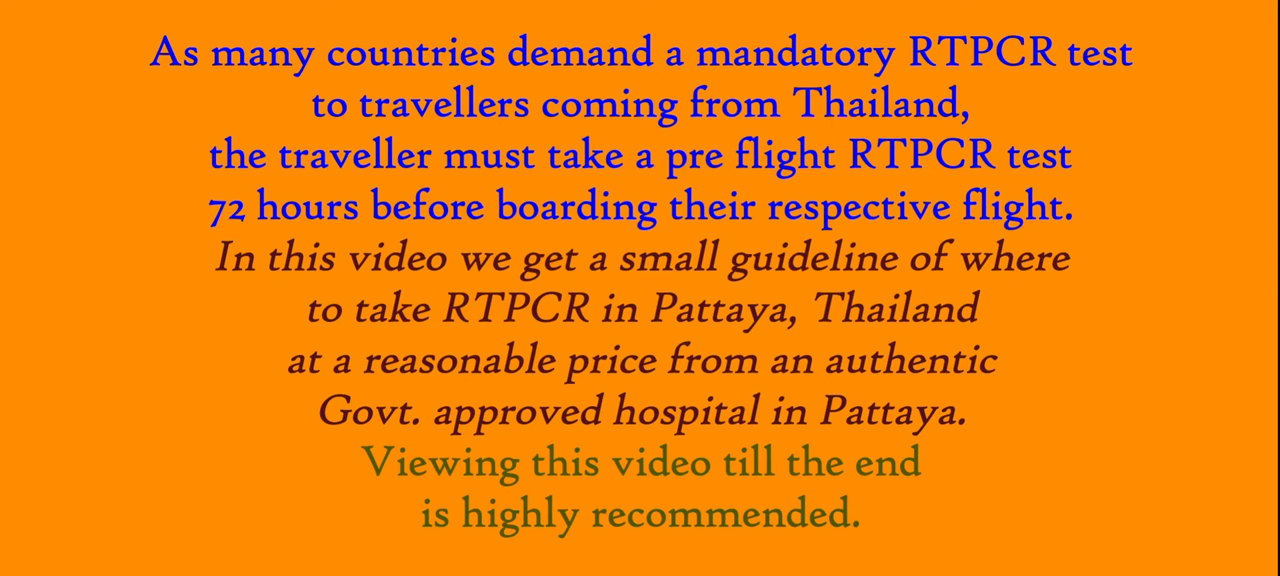 As many countries demand a mandatory RTPCR test
to travellers coming from Thailand,
the traveller must take a pre flight RTPCR test
72 hours before boarding their respective flight.
In this video we get a small guideline of where
to take RTPCR in Pattaya, Thailand
at a reasonable price from an authentic
Govt. approved hospital in Pattaya.
Viewing this video till the end
is highly recommended.